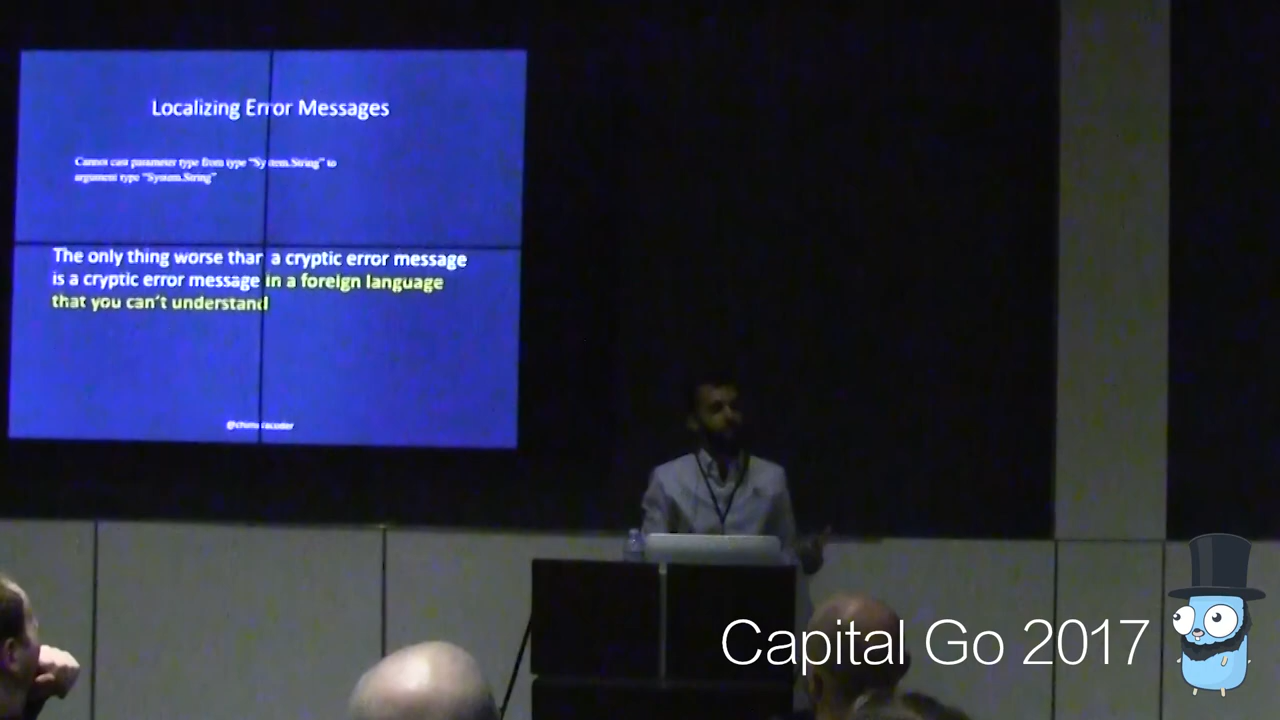 Localizing Error Messages
Cannot cast parameter type from type "System.String" to
argument type "System.String"
The only thing worse than a cryptic error message
is a cryptic error message in a foreign language
that you can't understand
@chimeracoder
Capital Go 2017